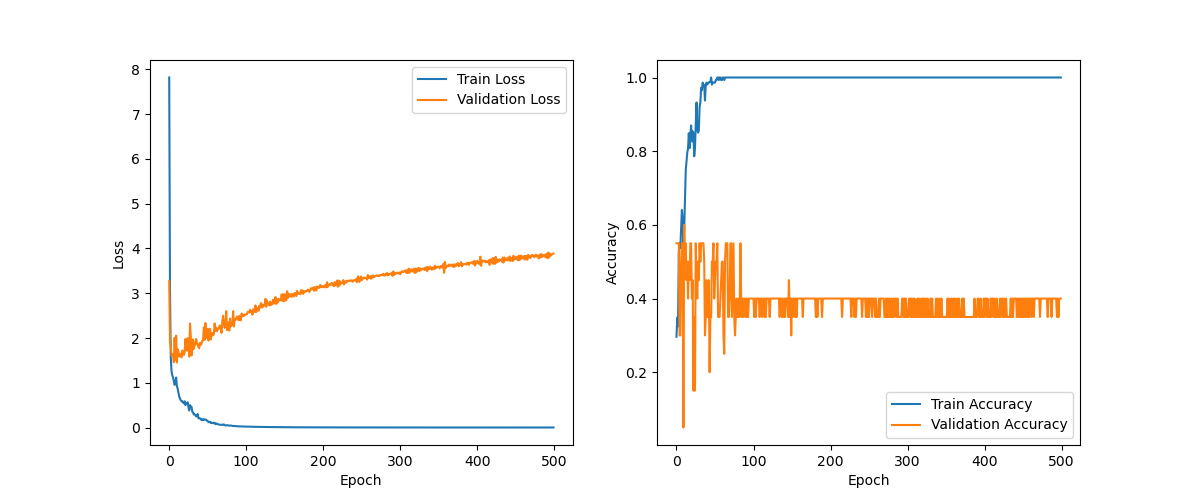 8
7
6
5
4
3
2
1
0
Loss
0 100 200 300 400 500
Epoch
Train Loss
Validation Loss
1.0
0.8
0.6
0.4
0.2
Accuracy
0 100 200 300 400 500
Epoch
Train Accuracy
Validation Accuracy